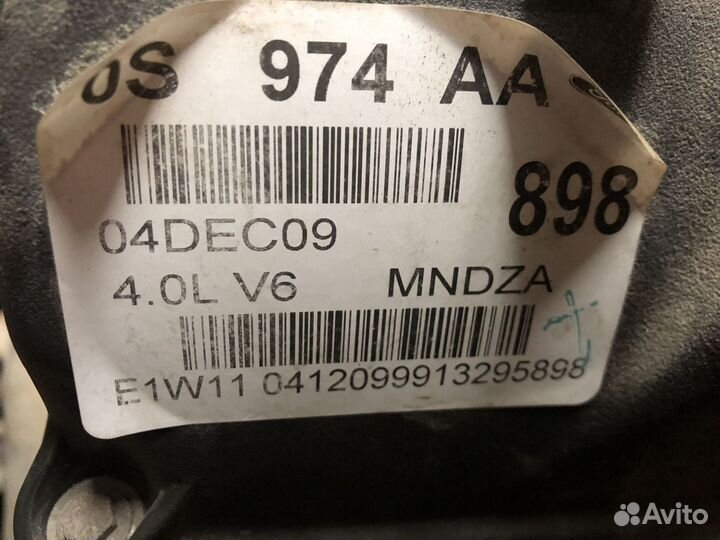 0S 974 AA
898
04DEC09
4.0L V6 MNDZA
E1W11 0412099913295898
Avito